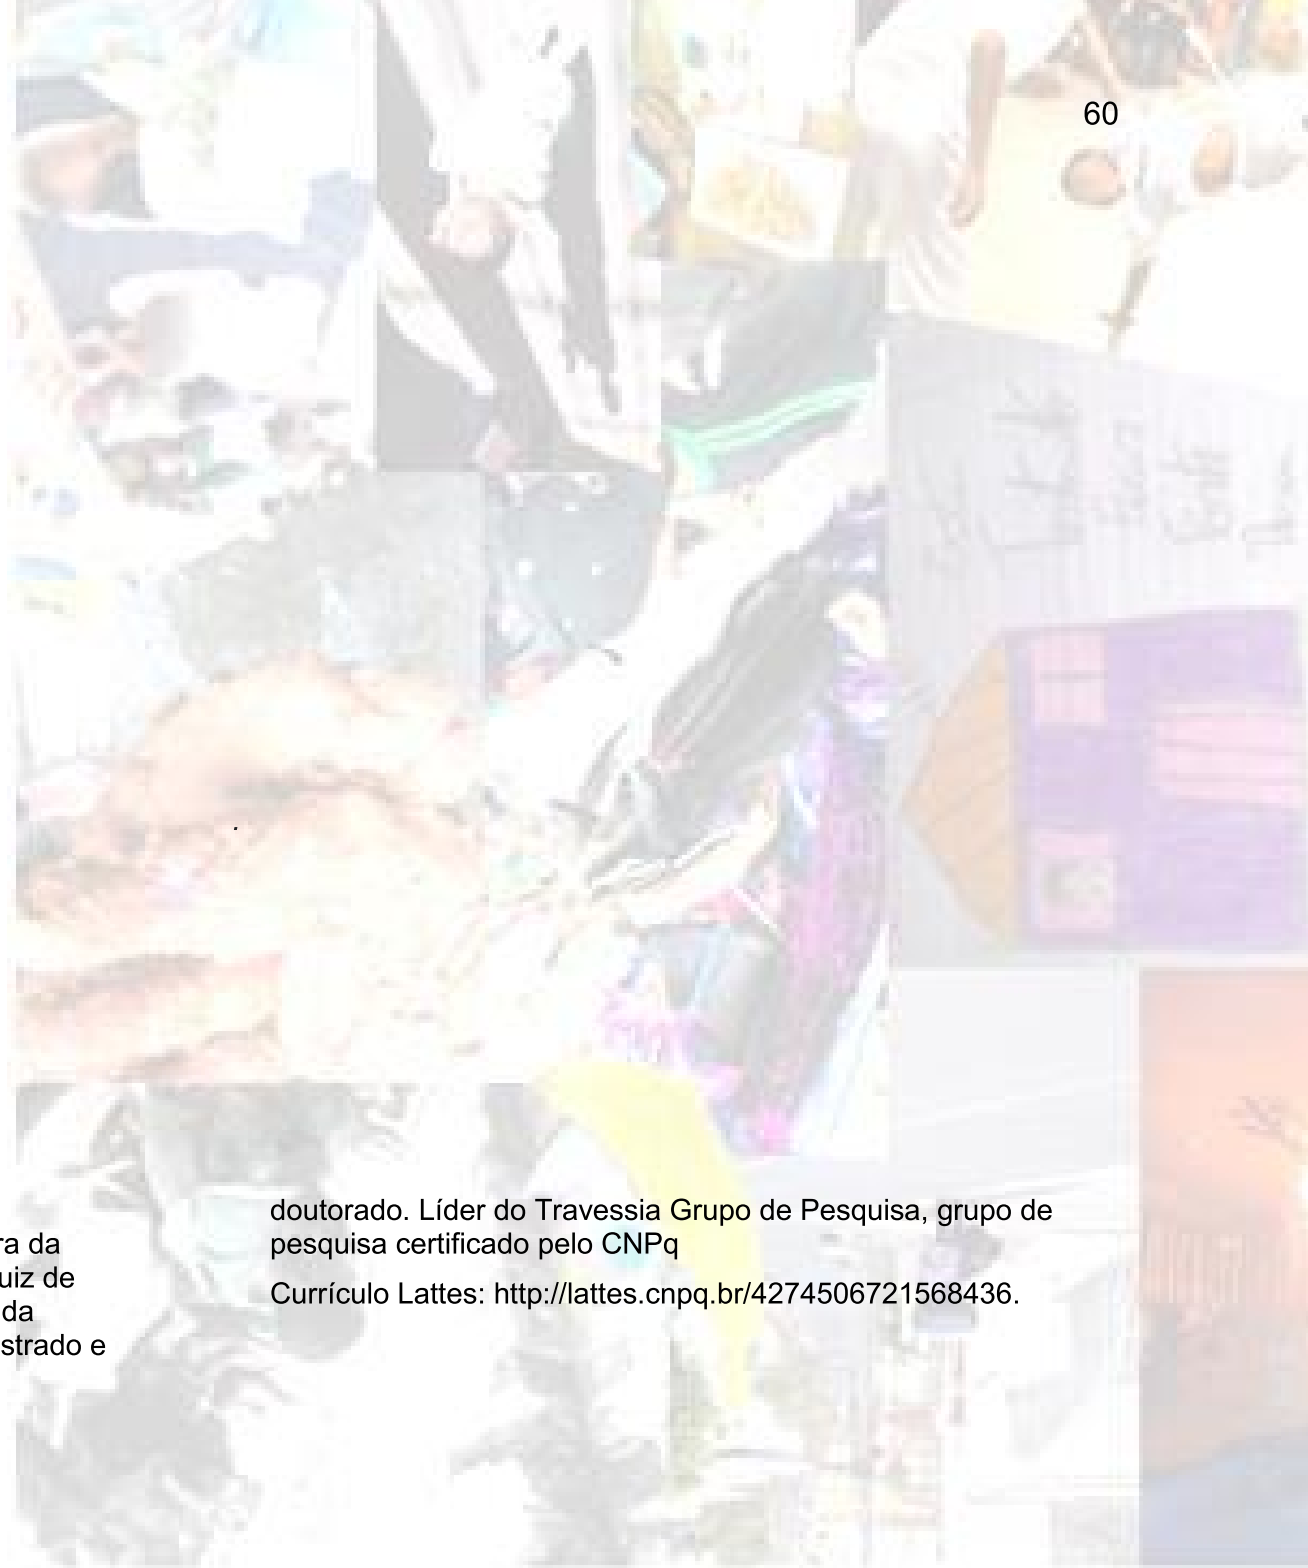 60
ra da
uiz de
da
strado e
doutorado. Líder do Travessia Grupo de Pesquisa, grupo de
pesquisa certificado pelo CNPq
Currículo Lattes: http://lattes.cnpq.br/4274506721568436.